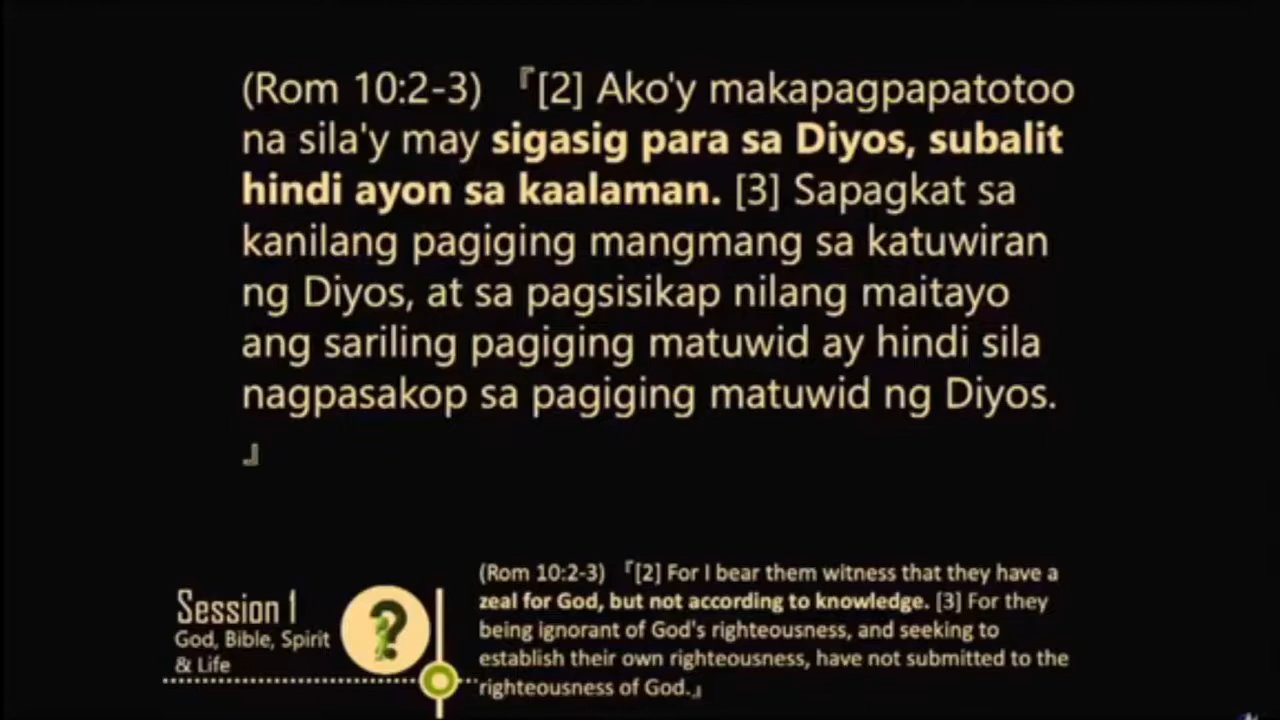 (Rom 10:2-3) 『[2] Ako'y makapagpapatotoo
na sila'y may sigasig para sa Diyos, subalit
hindi ayon sa kaalaman. [3] Sapagkat sa
kanilang pagiging mangmang sa katuwiran
ng Diyos, at sa pagsisikap nilang maitayo
ang sariling pagiging matuwid ay hindi sila
nagpasakop sa pagiging matuwid ng Diyos.
』
Session 1
God, Bible, Spirit
& Life
?
(Rom 10:2-3) 『[2] For I bear them witness that they have a
zeal for God, but not according to knowledge. [3] For they
being ignorant of God's righteousness, and seeking to
establish their own righteousness, have not submitted to the
righteousness of God.』